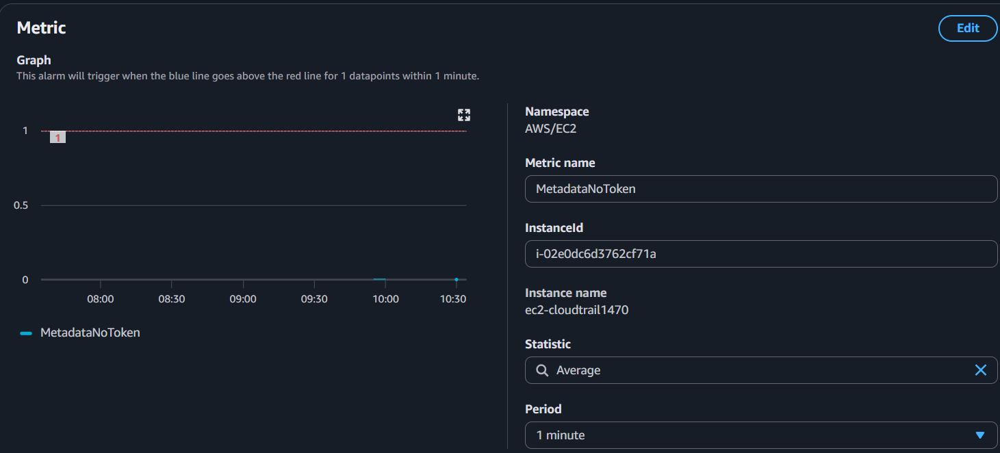 Metric
Edit
Graph
This alarm will trigger when the blue line goes above the red line for 1 datapoints within 1 minute.
1
1
0.5
0
08:00
08:30
09:00
09:30
10:00
10:30
MetadataNoToken
Namespace
AWS/EC2
Metric name
MetadataNoToken
InstanceId
i-02e0dc6d3762cf71a
Instance name
ec2-cloudtrail1470
Statistic
Average
Period
1 minute